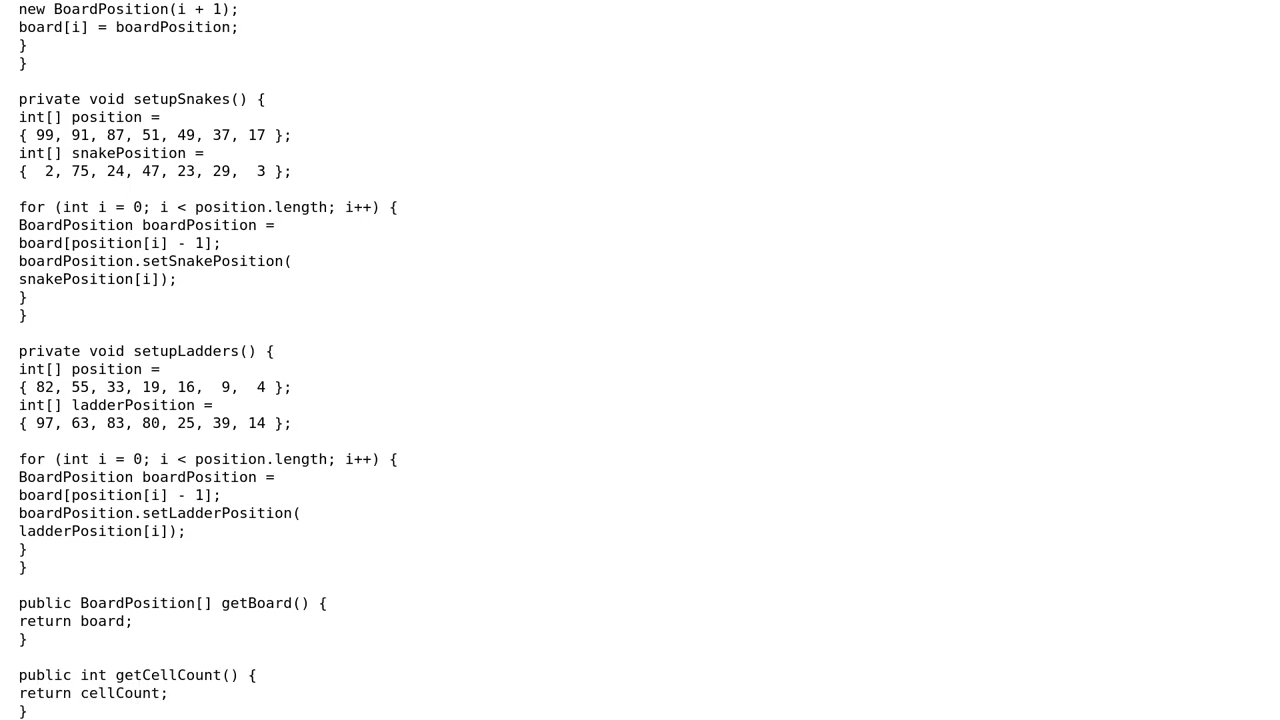 new BoardPosition(i + 1);
board[i] = boardPosition;
}
}

private void setupSnakes() {
int[] position =
{ 99, 91, 87, 51, 49, 37, 17 };
int[] snakePosition =
{  2, 75, 24, 47, 23, 29,  3 };

for (int i = 0; i < position.length; i++) {
BoardPosition boardPosition =
board[position[i] - 1];
boardPosition.setSnakePosition(
snakePosition[i]);
}
}

private void setupLadders() {
int[] position =
{ 82, 55, 33, 19, 16,  9,  4 };
int[] ladderPosition =
{ 97, 63, 83, 80, 25, 39, 14 };

for (int i = 0; i < position.length; i++) {
BoardPosition boardPosition =
board[position[i] - 1];
boardPosition.setLadderPosition(
ladderPosition[i]);
}
}

public BoardPosition[] getBoard() {
return board;
}

public int getCellCount() {
return cellCount;
}